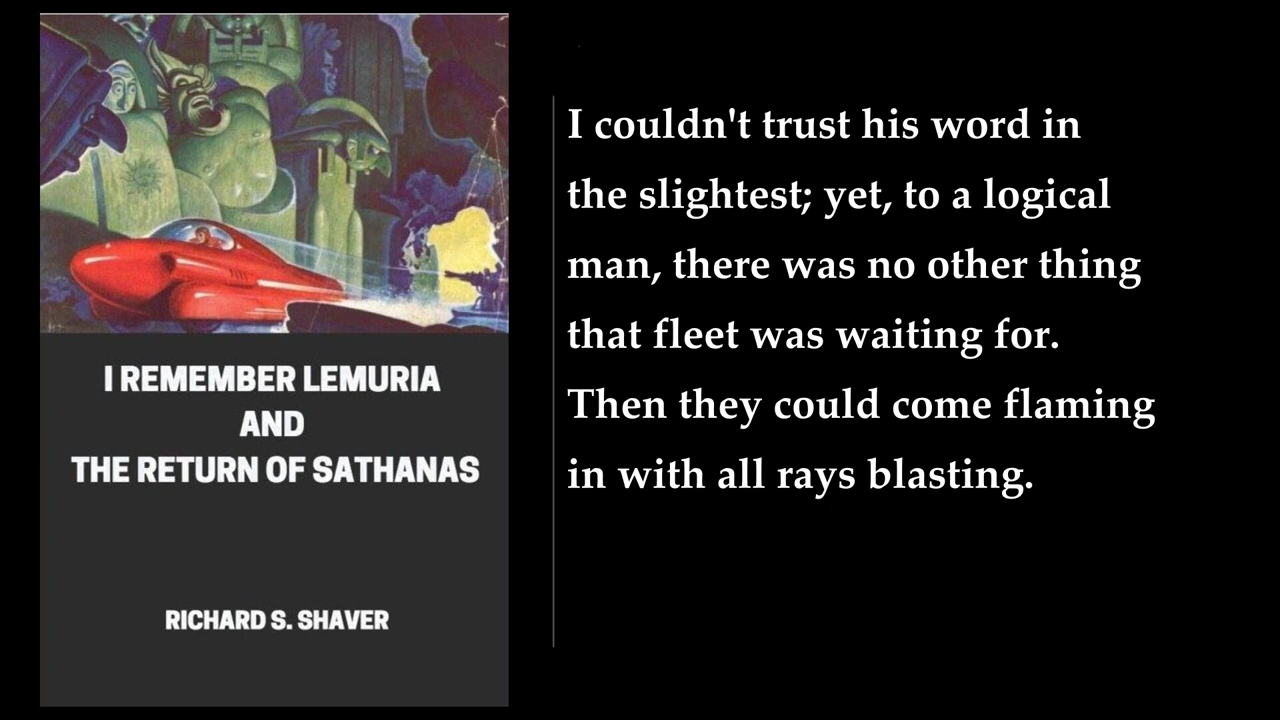 I REMEMBER LEMURIA
AND
THE RETURN OF SATHANAS
RICHARD S. SHAVER
I couldn't trust his word in
the slightest; yet, to a logical
man, there was no other thing
that fleet was waiting for.
Then they could come flaming
in with all rays blasting.